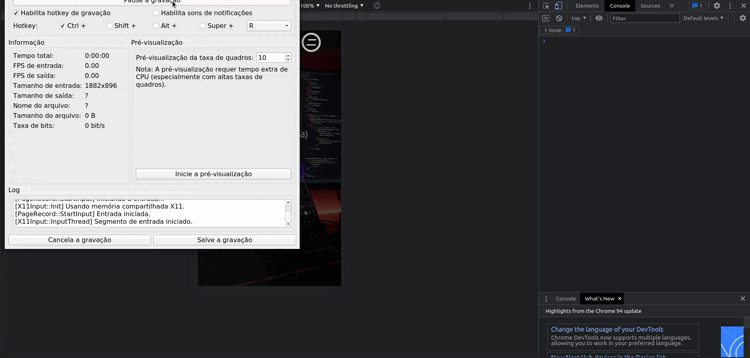 Pause a gravação
Habilita hotkey de gravação
Habilita sons de notificações
Hotkey:
Ctrl +
Shift +
Alt +
Super +
R
Informação
Tempo total: 0:00:00
FPS de entrada: 0.00
FPS de saída: 0.00
Tamanho de entrada: 1882x896
Tamanho de saída: ?
Nome do arquivo: ?
Tamanho do arquivo: 0 B
Taxa de bits: 0 bit/s
Pré-visualização
Pré-visualização da taxa de quadros: 10
Nota: A pré-visualização requer tempo extra de
CPU (especialmente com altas taxas de
quadros).
Inicie a pré-visualização
Log
[X11Input::Init] Usando memória compartilhada X11.
[PageRecord::StartInput] Entrada iniciada.
[X11Input::InputThread] Segmento de entrada iniciado.
Cancela a gravação
Salve a gravação
No throttling
Elements
Console
Sources
1
top
Filter
Default levels
1 Issue:
1
Console
What's New
Highlights from the Chrome 94 update
Change the language of your DevTools
Chrome DevTools now supports multiple languages,
allowing you to work in your preferred language.